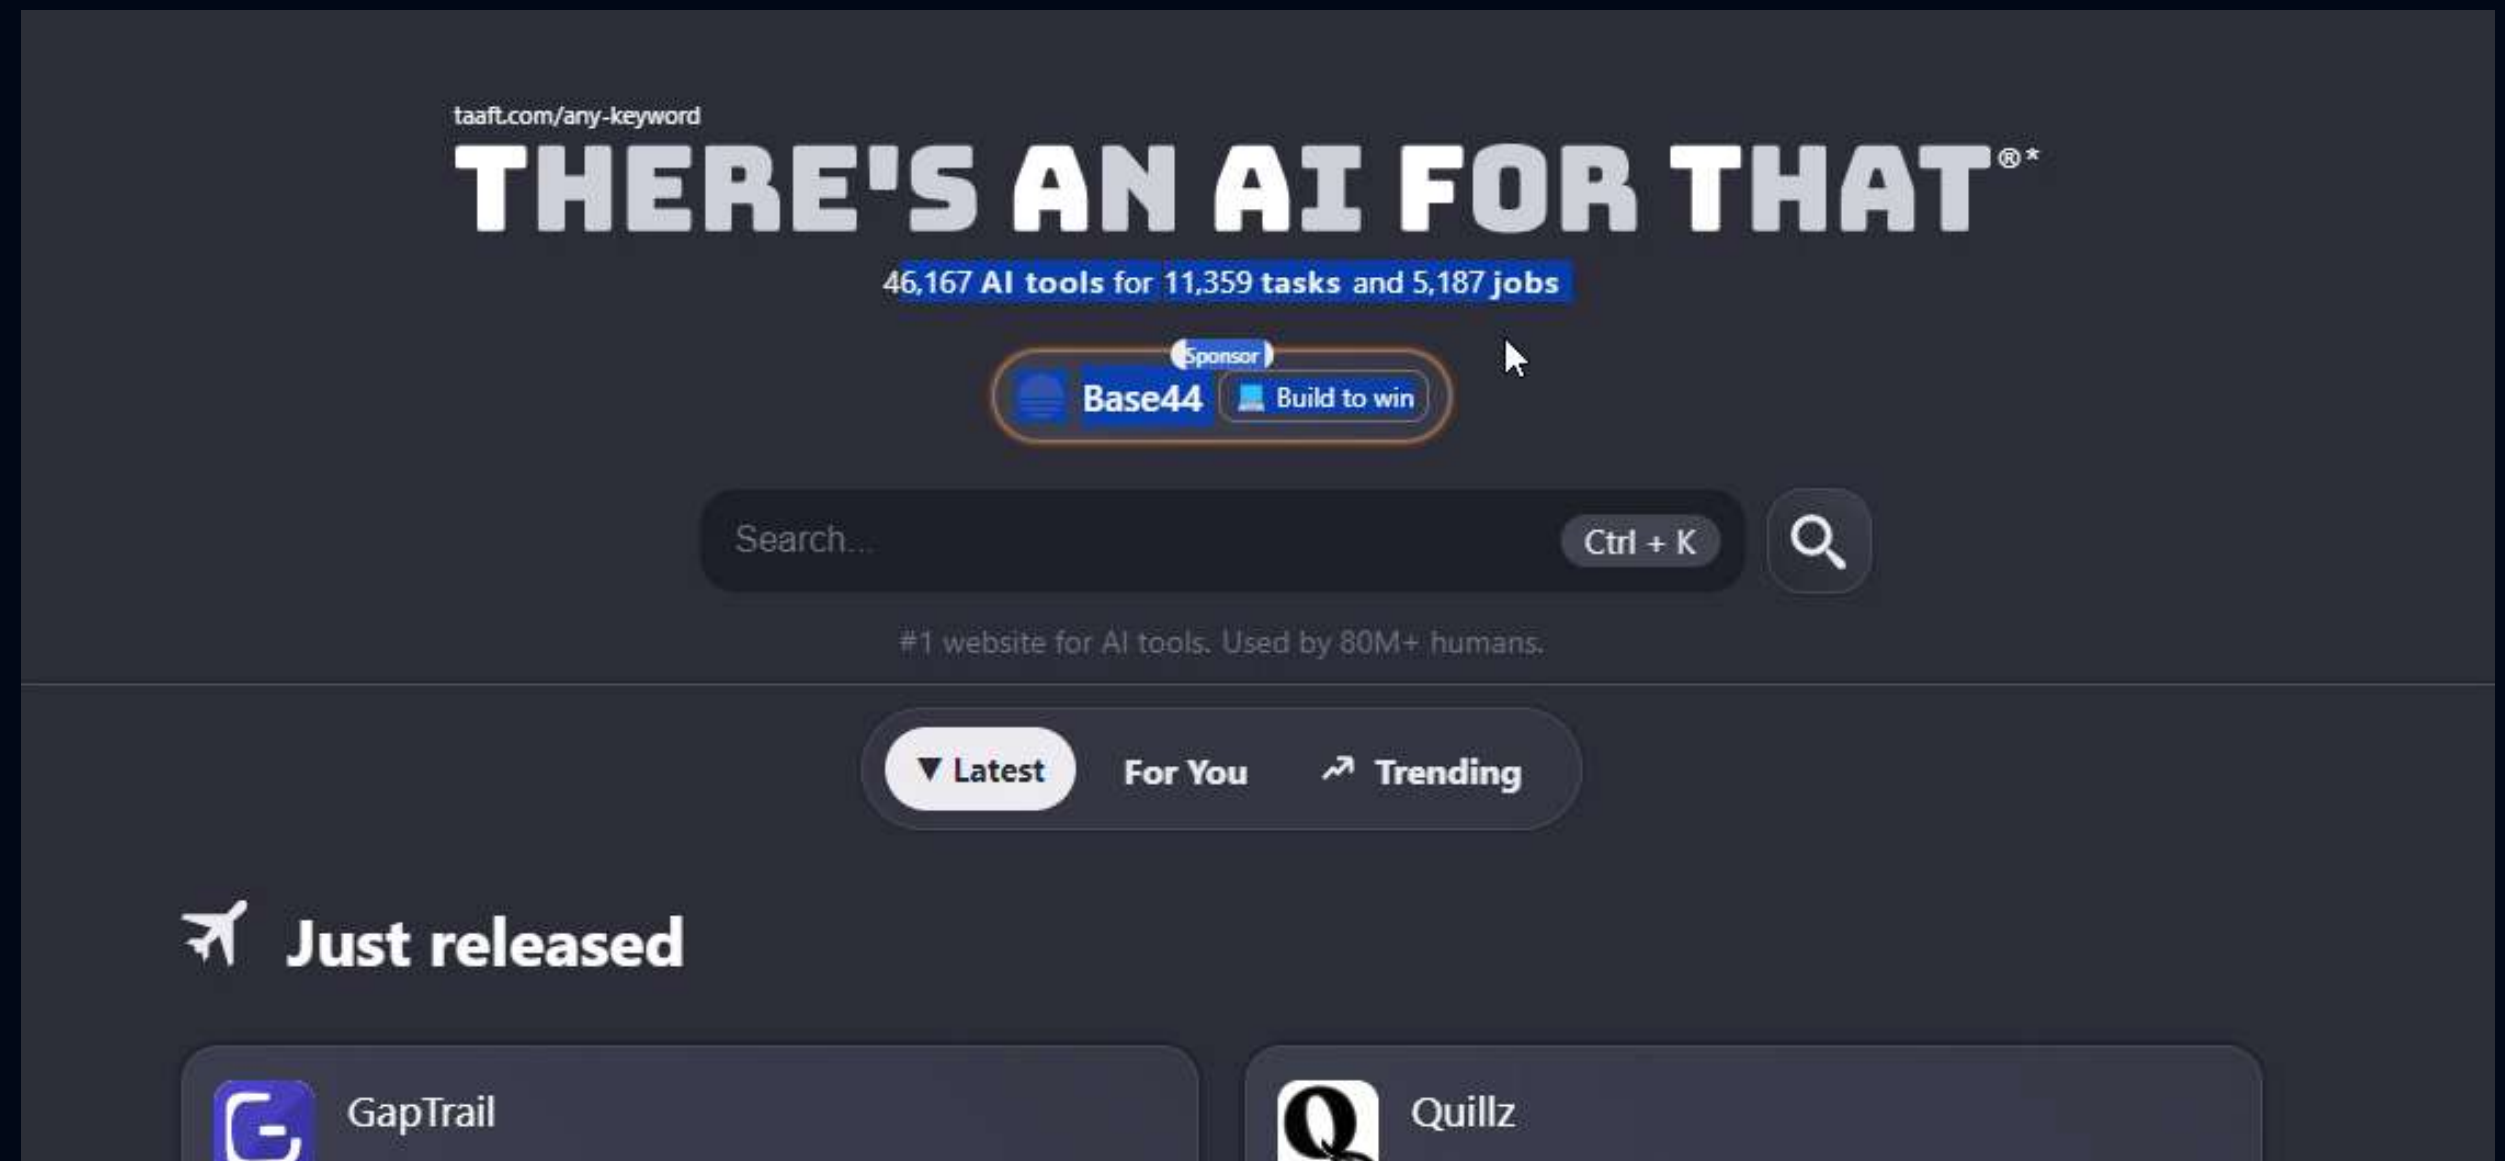 taaft.com/any-keyword
THERE'S AN AI FOR THAT®*
46,167 AI tools for 11,359 tasks and 5,187 jobs
Sponsor
Base44 Build to win
Search... Ctrl + K
#1 website for AI tools. Used by 80M+ humans.
▼ Latest For You Trending
Just released
GapTrail Quillz